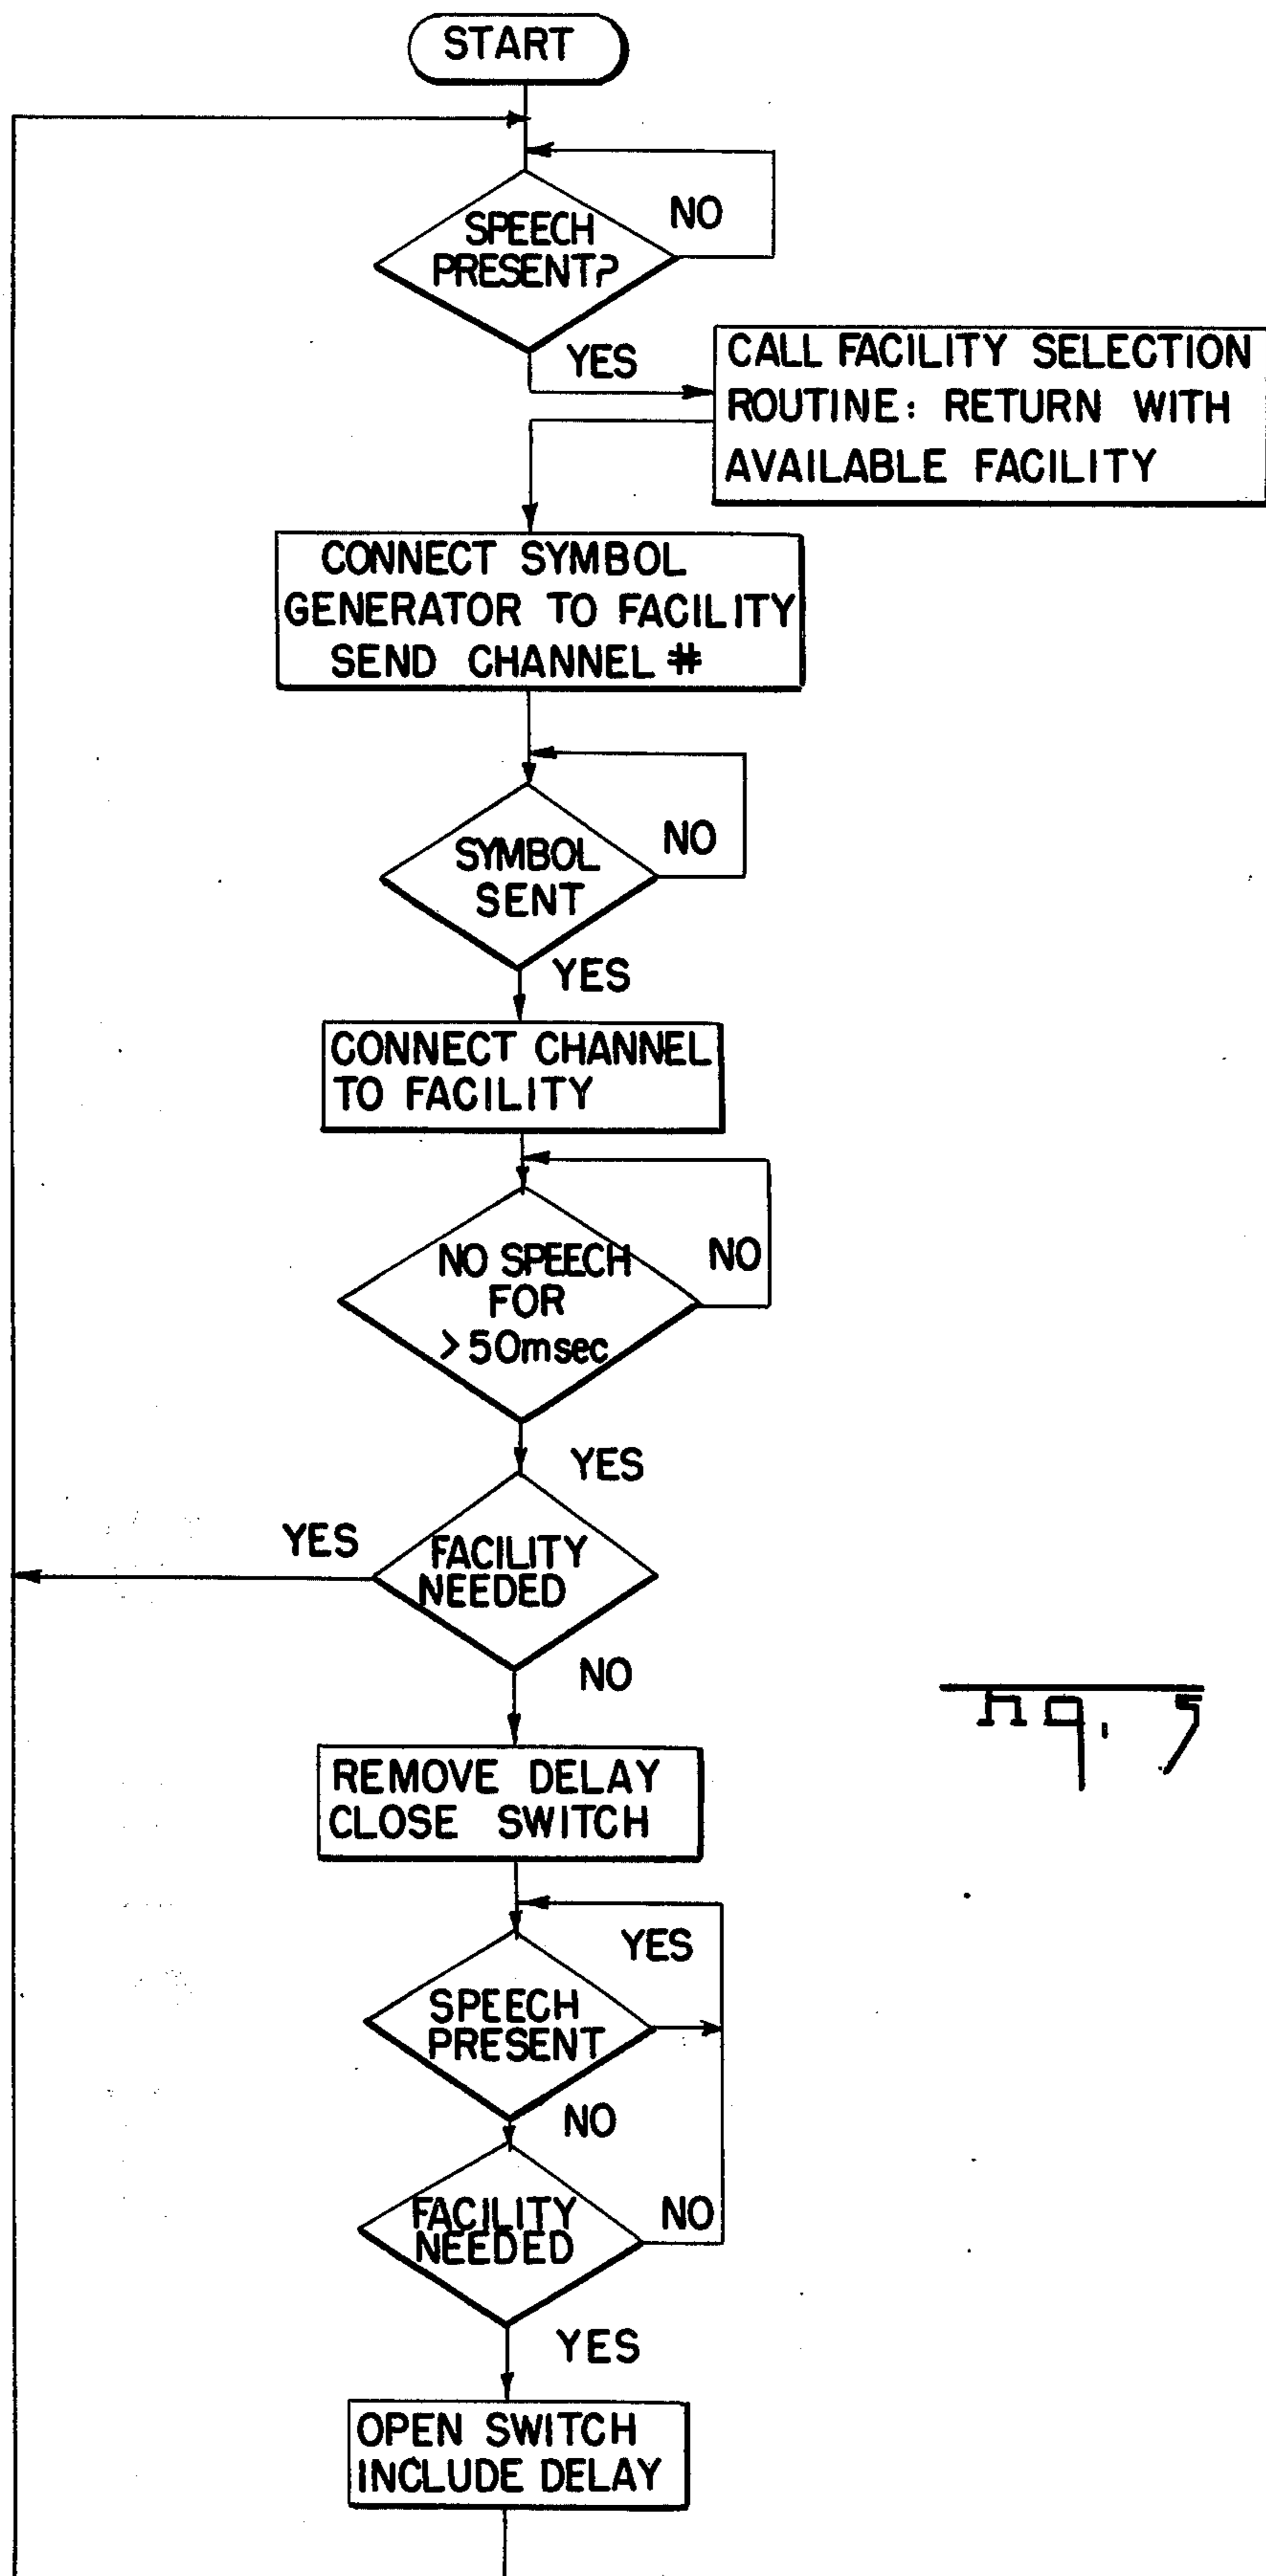 START
NO
SPEECH
PRESENT?
YES
CALL FACILITY SELECTION
ROUTINE: RETURN WITH
AVAILABLE FACILITY
CONNECT SYMBOL
GENERATOR TO FACILITY
SEND CHANNEL #
NO
SYMBOL
SENT
YES
CONNECT CHANNEL
TO FACILITY
NO SPEECH
FOR
>50msec
NO
YES
YES
FACILITY
NEEDED
NO
REMOVE DELAY
CLOSE SWITCH
YES
SPEECH
PRESENT
NO
FACILITY
NEEDED
NO
YES
OPEN SWITCH
INCLUDE DELAY